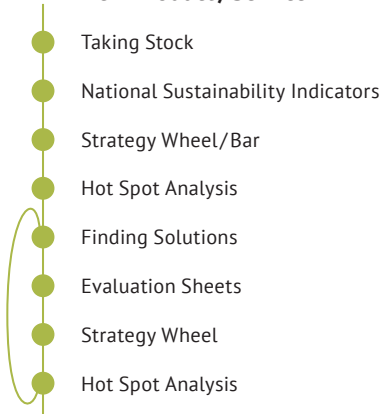 Taking Stock
National Sustainability Indicators
Strategy Wheel/Bar
Hot Spot Analysis
Finding Solutions
Evaluation Sheets
Strategy Wheel
Hot Spot Analysis